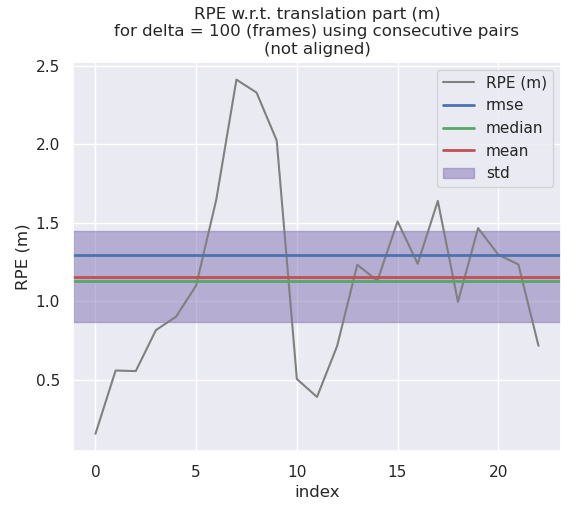 RPE w.r.t. translation part (m)
for delta = 100 (frames) using consecutive pairs
(not aligned)
RPE (m)
rmse
median
mean
std
2.5
2.0
1.5
1.0
0.5
RPE (m)
0 5 10 15 20
index